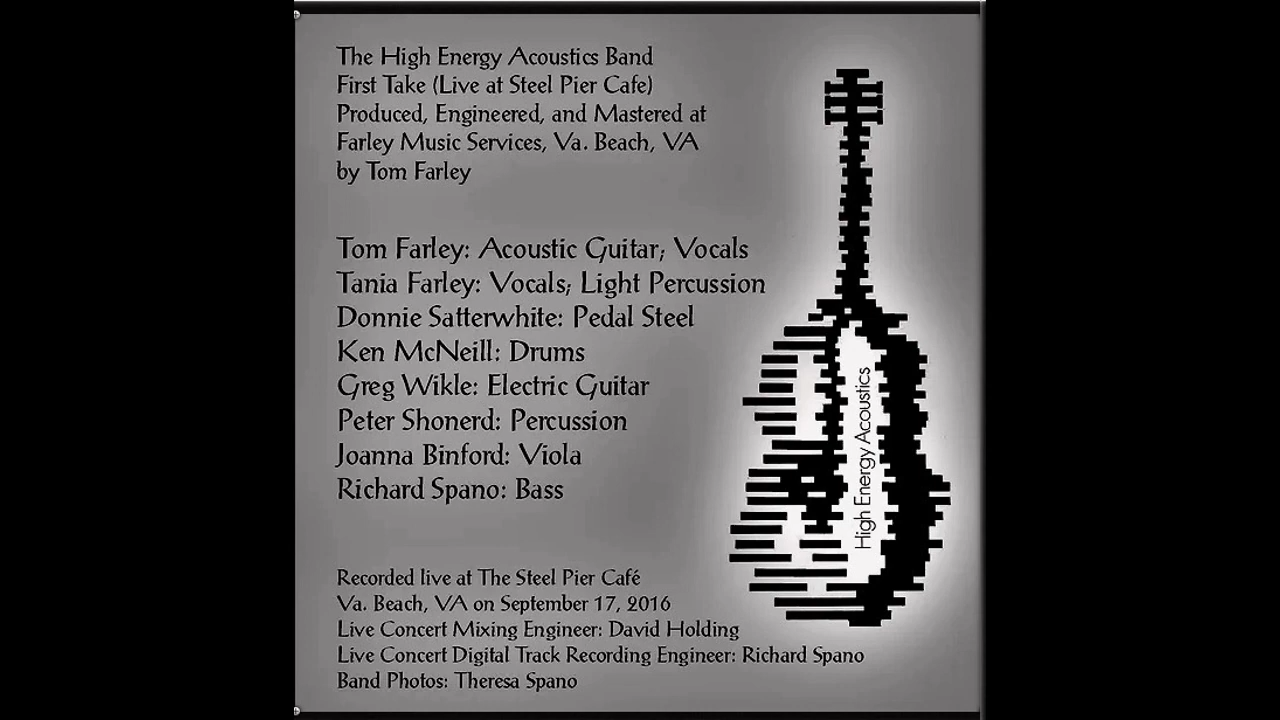 The High Energy Acoustics Band
First Take (Live at Steel Pier Cafe)
Produced, Engineered, and Mastered at
Farley Music Services, Va. Beach, VA
by Tom Farley
Tom Farley: Acoustic Guitar; Vocals
Tania Farley: Vocals; Light Percussion
Donnie Satterwhite: Pedal Steel
Ken McNeill: Drums
Greg Wikle: Electric Guitar
Peter Shonerd: Percussion
Joanna Binford: Viola
Richard Spano: Bass
Recorded live at The Steel Pier Café
Va. Beach, VA on September 17, 2016
Live Concert Mixing Engineer: David Holding
Live Concert Digital Track Recording Engineer: Richard Spano
Band Photos: Theresa Spano
High Energy Acoustics